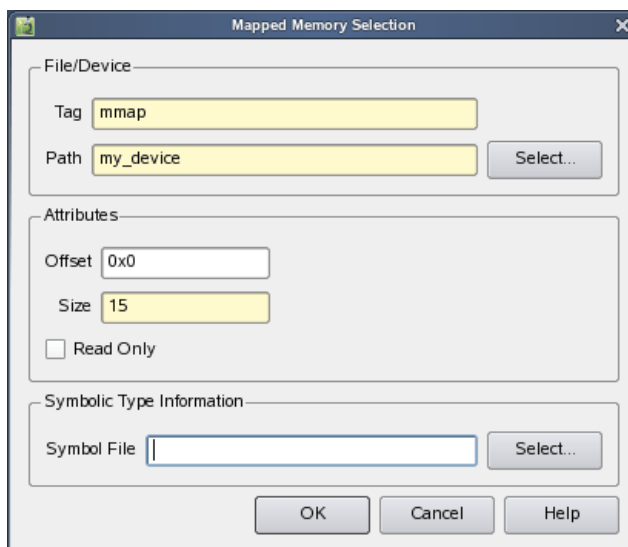 Mapped Memory Selection
File/Device
Tag mmap
Path my_device Select...
Attributes
Offset 0x0
Size 15
Read Only
Symbolic Type Information
Symbol File Select...
OK Cancel Help